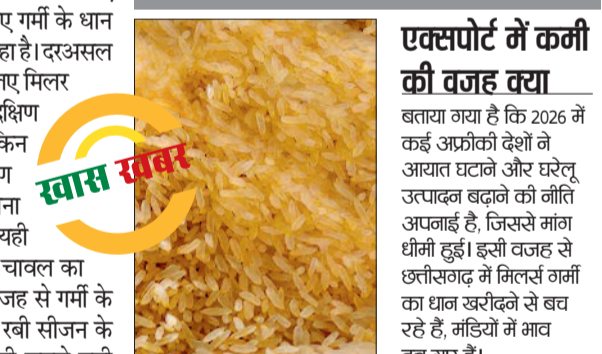 ए गर्मी के धान
हा है। दरअसल
नए मिलर
दक्षिण
केन
ण
ना
यही
चावल का
जह से गर्मी के
रबी सीजन के
खास खबर
एक्सपोर्ट में कमी
की वजह क्या
बताया गया है कि 2026 में
कई अफ्रीकी देशों ने
आयात घटाने और घरेलू
उत्पादन बढ़ाने की नीति
अपनाई है, जिससे मांग
धीमी हुई। इसी वजह से
छत्तीसगढ़ में मिलर्स गर्मी
का धान खरीदने से बच
रहे हैं, मंडियों में भाव